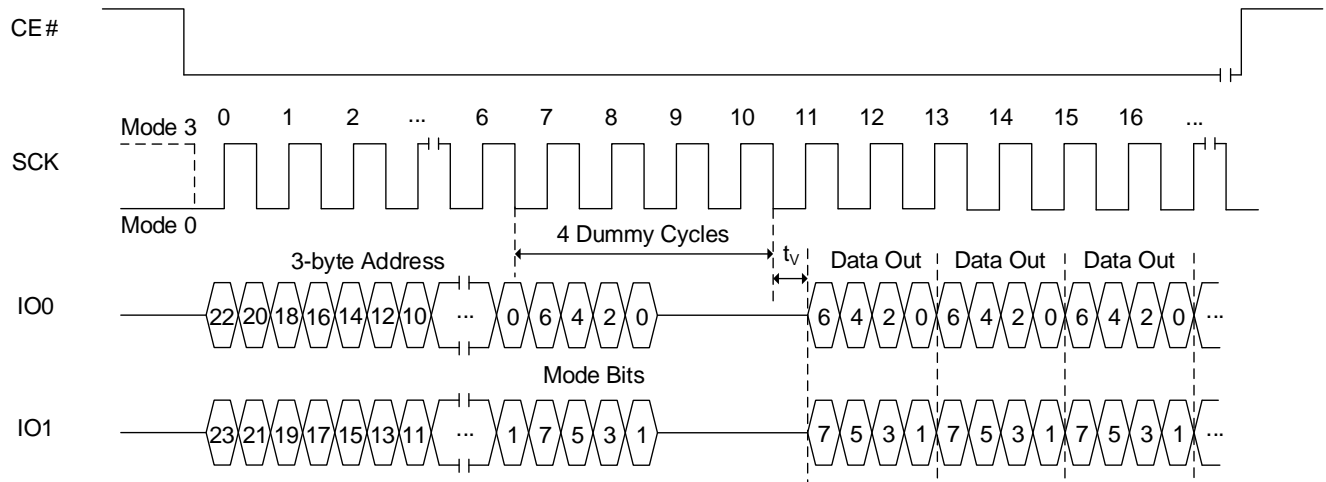 CE#
0 1 2 ... 6 7 8 9 10 11 12 13 14 15 16 ...
Mode 3
SCK
Mode 0
4 Dummy Cycles
3-byte Address
tV
Data Out Data Out Data Out
IO0
22 20 18 16 14 12 10 ... 0 6 4 2 0 6 4 2 0 6 4 2 0 6 4 2 0 ...
Mode Bits
IO1
23 21 19 17 15 13 11 ... 1 7 5 3 1 7 5 3 1 7 5 3 1 7 5 3 1 ...